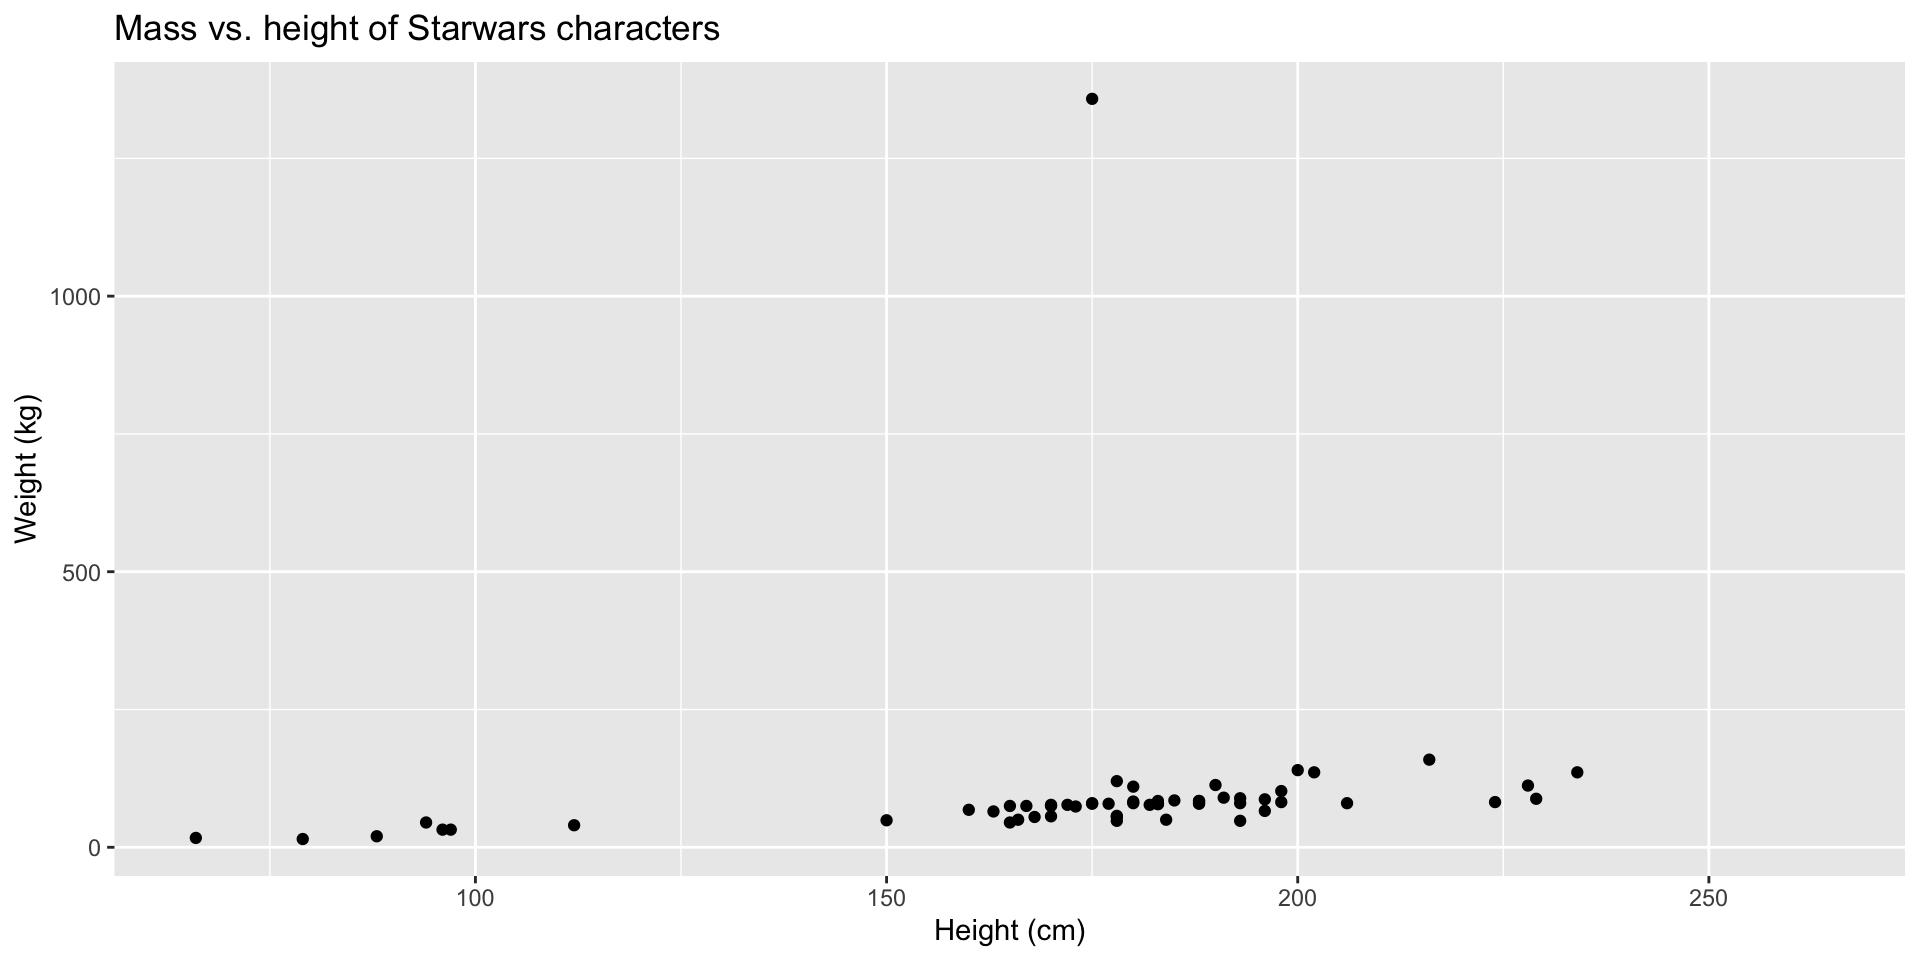 Mass vs. height of Starwars characters
Weight (kg)
1000
500
0
100 150 200 250
Height (cm)